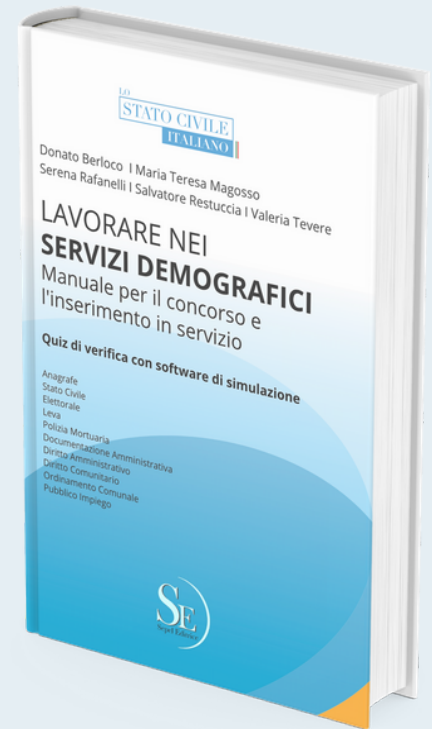 LO
STATO CIVILE
ITALIANO
Donato Berloco I Maria Teresa Magosso
Serena Rafanelli I Salvatore Restuccia I Valeria Tevere
LAVORARE NEI
SERVIZI DEMOGRAFICI
Manuale per il concorso e
l'inserimento in servizio
Quiz di verifica con software di simulazione
Anagrafe
Stato Civile
Elettorale
Leva
Polizia Mortuaria
Documentazione Amministrativa
Diritto Amministrativo
Diritto Comunitario
Ordinamento Comunale
Pubblico Impiego
SE
Sepel Editrice